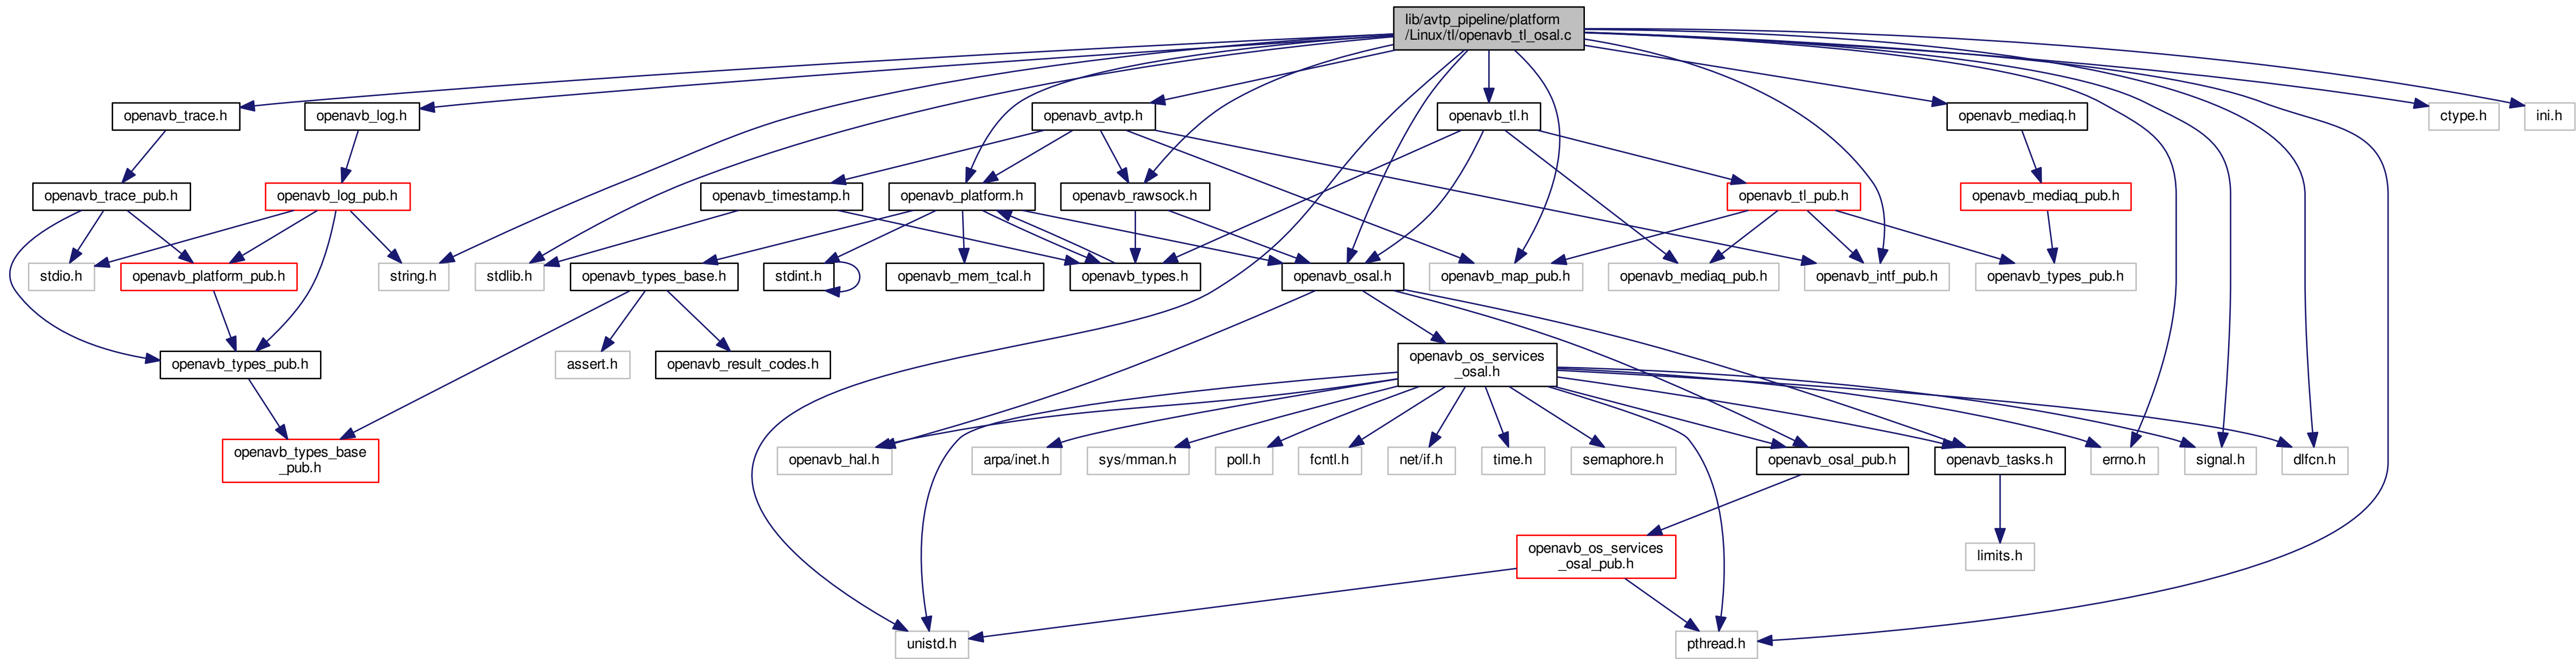 lib/avtp_pipeline/platform
/Linux/tl/openavb_tl_osal.c
openavb_trace.h
openavb_log.h
openavb_avtp.h
openavb_tl.h
openavb_mediaq.h
ctype.h
ini.h
openavb_trace_pub.h
openavb_log_pub.h
openavb_timestamp.h
openavb_platform.h
openavb_rawsock.h
openavb_tl_pub.h
openavb_mediaq_pub.h
stdio.h
openavb_platform_pub.h
string.h
stdlib.h
openavb_types_base.h
stdint.h
openavb_mem_tcal.h
openavb_types.h
openavb_osal.h
openavb_map_pub.h
openavb_mediaq_pub.h
openavb_intf_pub.h
openavb_types_pub.h
openavb_types_pub.h
assert.h
openavb_result_codes.h
openavb_os_services
_osal.h
openavb_types_base
_pub.h
openavb_hal.h
arpa/inet.h
sys/mman.h
poll.h
fcntl.h
net/if.h
time.h
semaphore.h
openavb_osal_pub.h
openavb_tasks.h
errno.h
signal.h
dlfcn.h
openavb_os_services
_osal_pub.h
limits.h
unistd.h
pthread.h